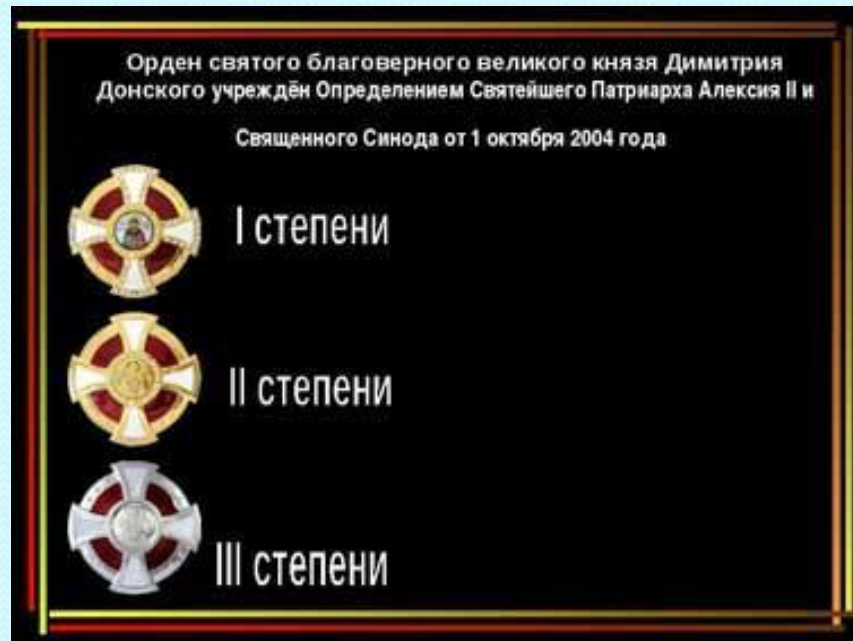 Орден святого благоверного великого князя Димитрия
Донского учреждён Определением Святейшего Патриарха Алексия II и
Священного Синода от 1 октября 2004 года
I степени
II степени
III степени